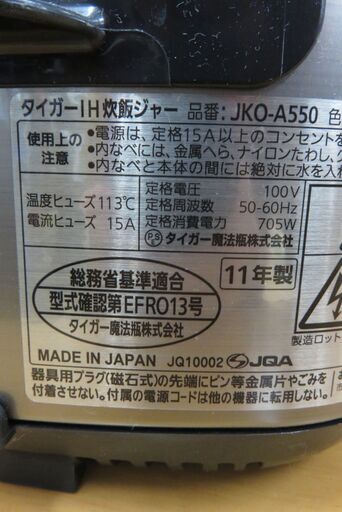 タイガーIH炊飯ジャー 品番: JKO-A550 色
使用上の
注意
●電源は、定格15A以上のコンセントを
●内なべには、金属へら、ナイロンたわし、ク
●内なべと本体の間には絶対に水を入れ
温度ヒューズ 113℃
電流ヒューズ 15A
定格電圧 100V
定格周波数 50-60Hz
定格消費電力 705W
PS タイガー魔法瓶株式会社
総務省基準適合
型式確認第EFRO13号
タイガー魔法瓶株式会社
11年製
MADE IN JAPAN JQ10002 JQA
製造ロット
器具用プラグ(磁石式)の先端にピン等金属片やごみを
付着させない。付属の電源コードは他の機器に転用しない。